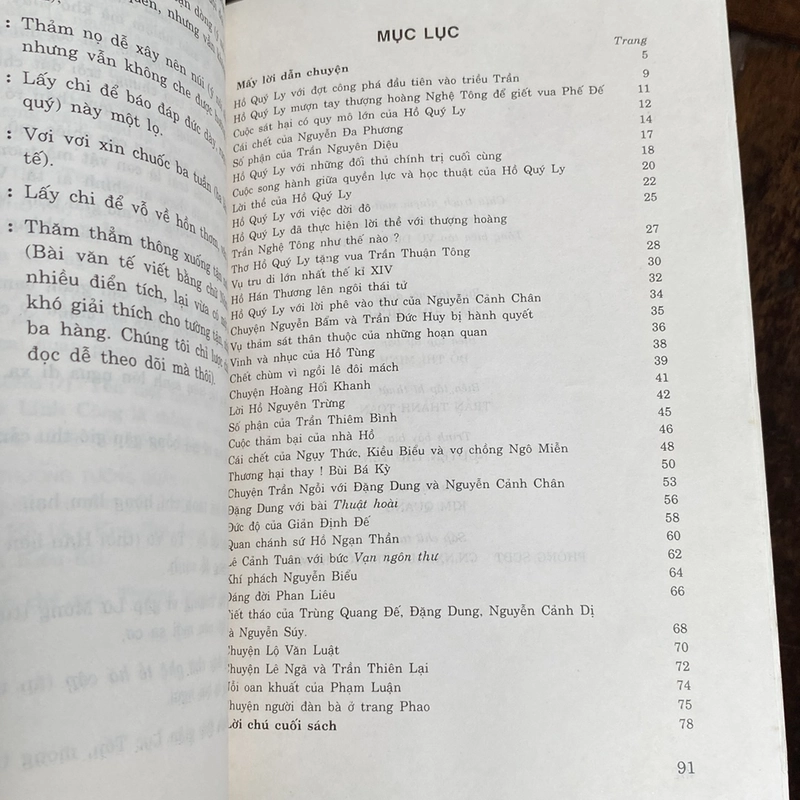 : Thảm nọ dễ xây nên núi (ý
nhưng vẫn không che được
: Lấy chi để báo đáp đức dày,
quý) này một lọ.
: Vơi vơi xin chuốc ba tuần
tế).
: Lấy chi để vỗ về hồn thơm,
: Thăm thẳm thông xuống
(Bài văn tế viết bằng chữ
nhiều điển tích, lại vừa có
khó giải thích cho tường tận
ba hàng. Chúng tôi chỉ lược
đọc dễ theo dõi mà thôi).
MỤC LỤC
Trang
Mấy lời dẫn chuyện 5
Hồ Quý Ly với đợt công phá đầu tiên vào triều Trần 9
Hồ Quý Ly mượn tay thượng hoàng Nghệ Tông để giết vua Phế Đế 11
Cuộc sát hại có quy mô lớn của Hồ Quý Ly 12
Cái chết của Nguyễn Đa Phương 14
Số phận của Trần Nguyên Diệu 17
Hồ Quý Ly với những đối thủ chính trị cuối cùng 18
Cuộc song hành giữa quyền lực và học thuật của Hồ Quý Ly 20
Lời thề của Hồ Quý Ly 22
Hồ Quý Ly với việc dời đô 25
Hồ Quý Ly đã thực hiện lời thề với thượng hoàng
Trần Nghệ Tông như thế nào ? 27
Thơ Hồ Quý Ly tặng vua Trần Thuận Tông 28
Vụ tru di lớn nhất thế kỉ XIV 30
Hồ Hán Thương lên ngôi thái tử 32
Hồ Quý Ly với lời phê vào thư của Nguyễn Cảnh Chân 34
Chuyện Nguyễn Bẩm và Trần Đức Huy bị hành quyết 35
Vụ thảm sát thân thuộc của những hoạn quan 36
Vinh và nhục của Hồ Tùng 38
Chết chùm vì ngồi lê đôi mách 39
Chuyện Hoàng Hối Khanh 41
Lời Hồ Nguyên Trừng 42
Số phận của Trần Thiêm Bình 45
Cuộc thảm bại của nhà Hồ 46
Cái chết của Ngụy Thức, Kiều Biểu và vợ chồng Ngô Miễn 48
Thương hại thay ! Bùi Bá Kỳ 50
Chuyện Trần Ngỗi với Đặng Dung và Nguyễn Cảnh Chân 53
Đặng Dung với bài Thuật hoài 56
Đức độ của Giản Định Đế 58
Quan chánh sứ Hồ Ngạn Thần 60
Lê Cảnh Tuân với bức Vạn ngôn thư 62
Khí phách Nguyễn Biểu 64
Đáng đời Phan Liêu 66
Tiết tháo của Trùng Quang Đế, Đặng Dung, Nguyễn Cảnh Dị
và Nguyễn Súy. 68
Chuyện Lộ Văn Luật 70
Chuyện Lê Ngã và Trần Thiên Lại 72
Nỗi oan khuất của Phạm Luận 74
Chuyện người đàn bà ở trang Phao 75
Lời chú cuối sách 78
91